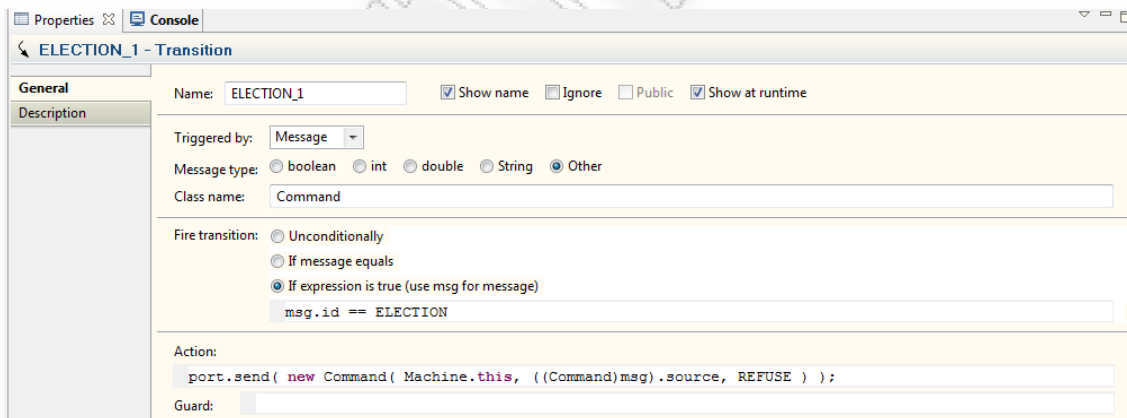 Properties Console
ELECTION_1 - Transition
General
Description
Name: ELECTION_1 Show name Ignore Public Show at runtime
Triggered by: Message
Message type: boolean int double String Other
Class name: Command
Fire transition: Unconditionally
If message equals
If expression is true (use msg for message)
msg.id == ELECTION
Action:
port.send( new Command( Machine.this, ((Command)msg).source, REFUSE ) );
Guard: